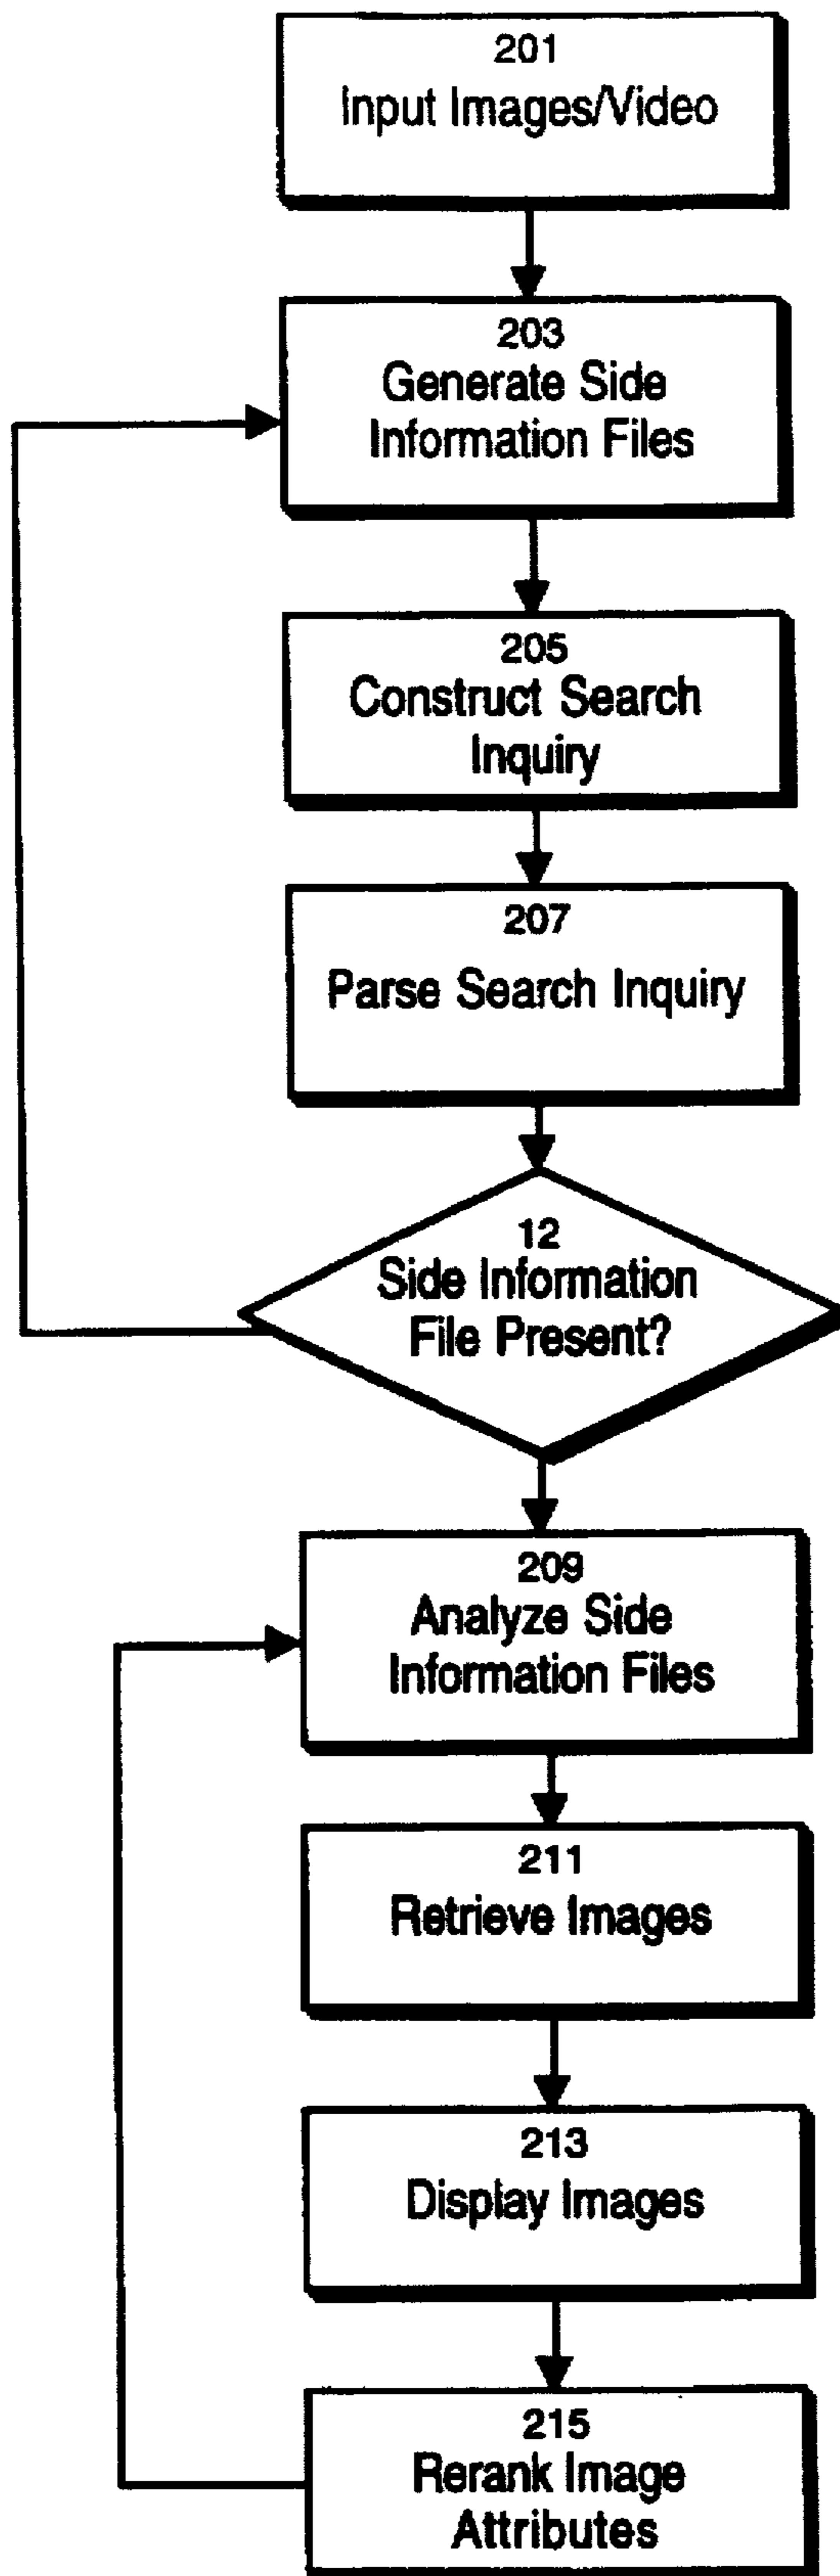 201
Input Images/Video
203
Generate Side
Information Files
205
Construct Search
Inquiry
207
Parse Search Inquiry
12
Side Information
File Present?
209
Analyze Side
Information Files
211
Retrieve Images
213
Display Images
215
Rerank Image
Attributes